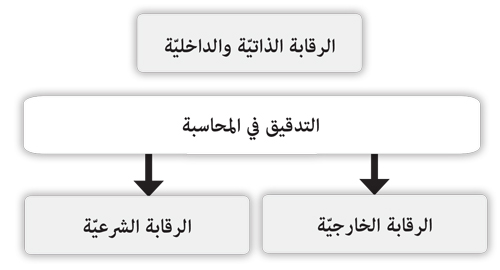 الرقابة الذاتيّة والداخليّة
التدقيق في المحاسبة
الرقابة الخارجيّة
الرقابة الشرعيّة